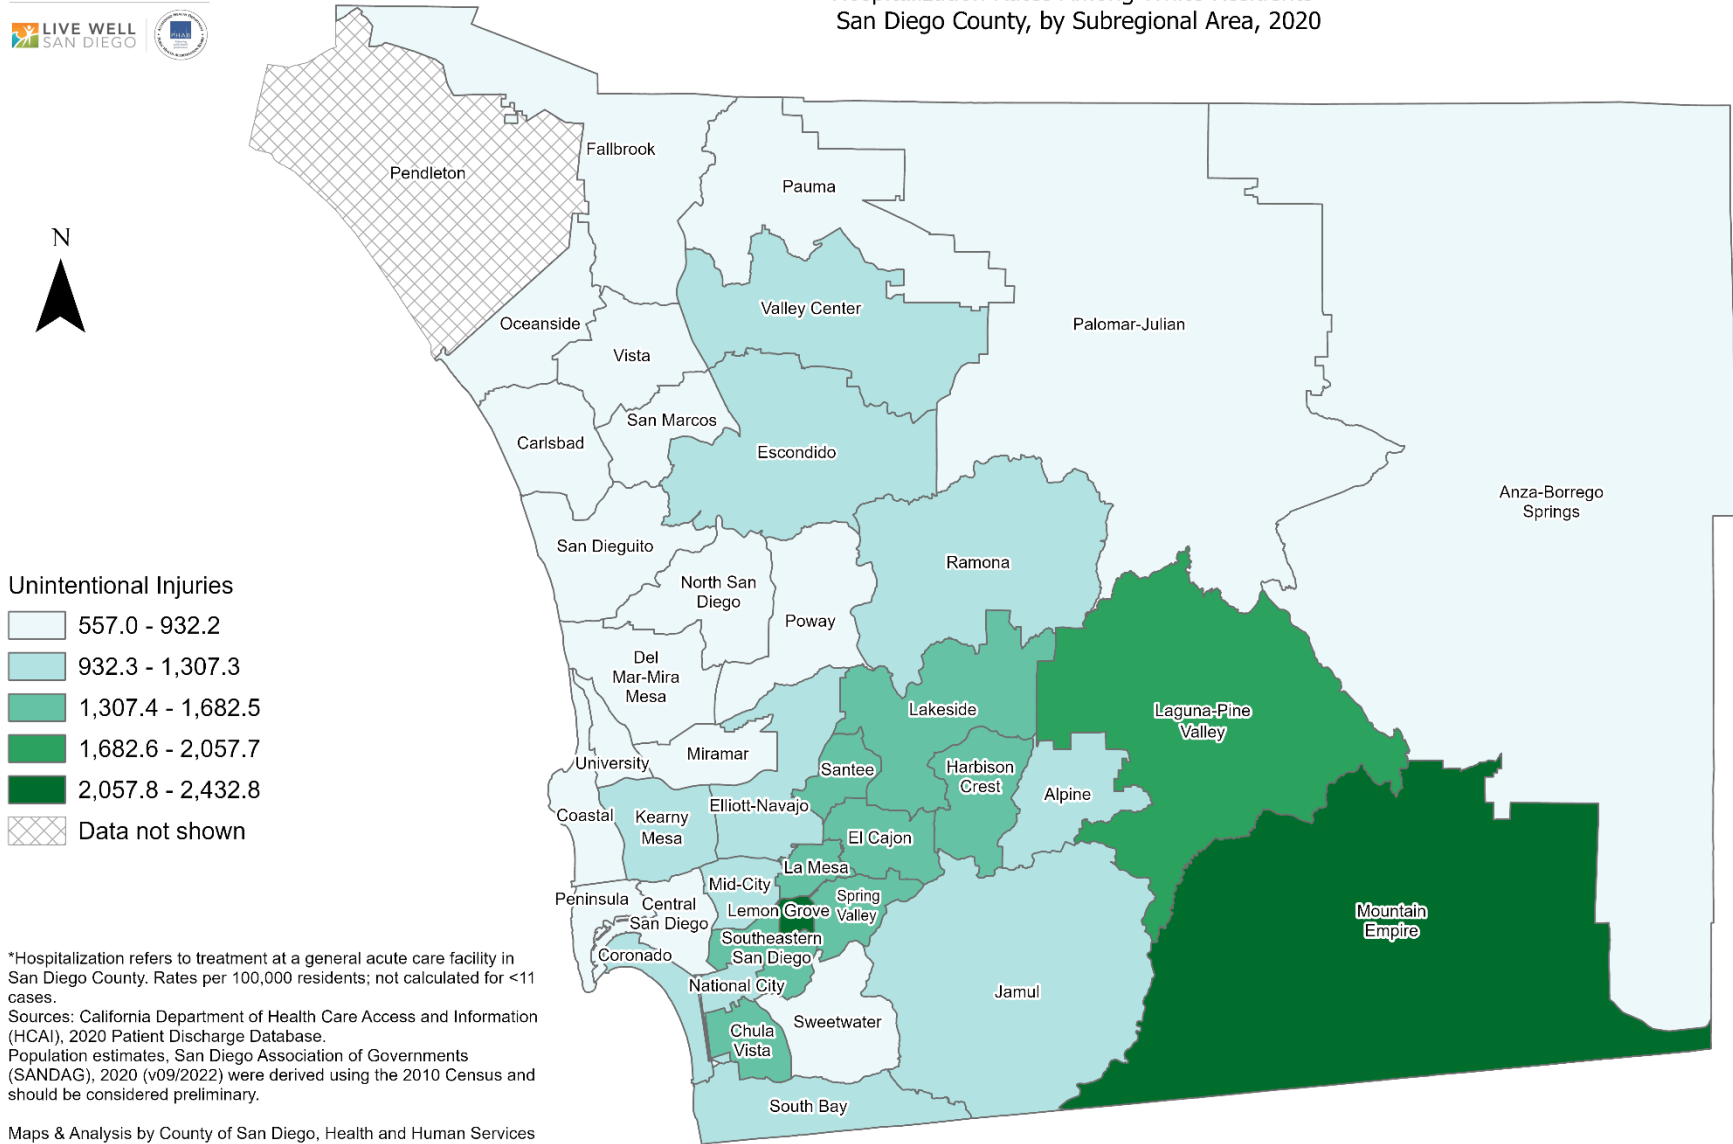 LIVE WELL
SAN DIEGO
PHAB
Hospitalization Rates Among White Residents
San Diego County, by Subregional Area, 2020
Fallbrook
Pendleton
Pauma
N
Valley Center
Oceanside
Palomar-Julian
Vista
San Marcos
Carlsbad
Escondido
Anza-Borrego
Springs
San Dieguito
Ramona
North San
Diego
Poway
Del
Mar-Mira
Mesa
Lakeside
Laguna-Pine
Valley
Miramar
University
Santee
Harbison
Crest
Alpine
Elliott-Navajo
Coastal
Kearny
Mesa
El Cajon
La Mesa
Mid-City
Peninsula
Central
San Diego
Spring
Valley
Lemon Grove
Mountain
Empire
Southeastern
San Diego
Coronado
National City
Jamul
Sweetwater
Chula
Vista
South Bay
Unintentional Injuries
557.0 - 932.2
932.3 - 1,307.3
1,307.4 - 1,682.5
1,682.6 - 2,057.7
2,057.8 - 2,432.8
Data not shown
*Hospitalization refers to treatment at a general acute care facility in
San Diego County. Rates per 100,000 residents; not calculated for <11
cases.
Sources: California Department of Health Care Access and Information
(HCAI), 2020 Patient Discharge Database.
Population estimates, San Diego Association of Governments
(SANDAG), 2020 (v09/2022) were derived using the 2010 Census and
should be considered preliminary.
Maps & Analysis by County of San Diego, Health and Human Services